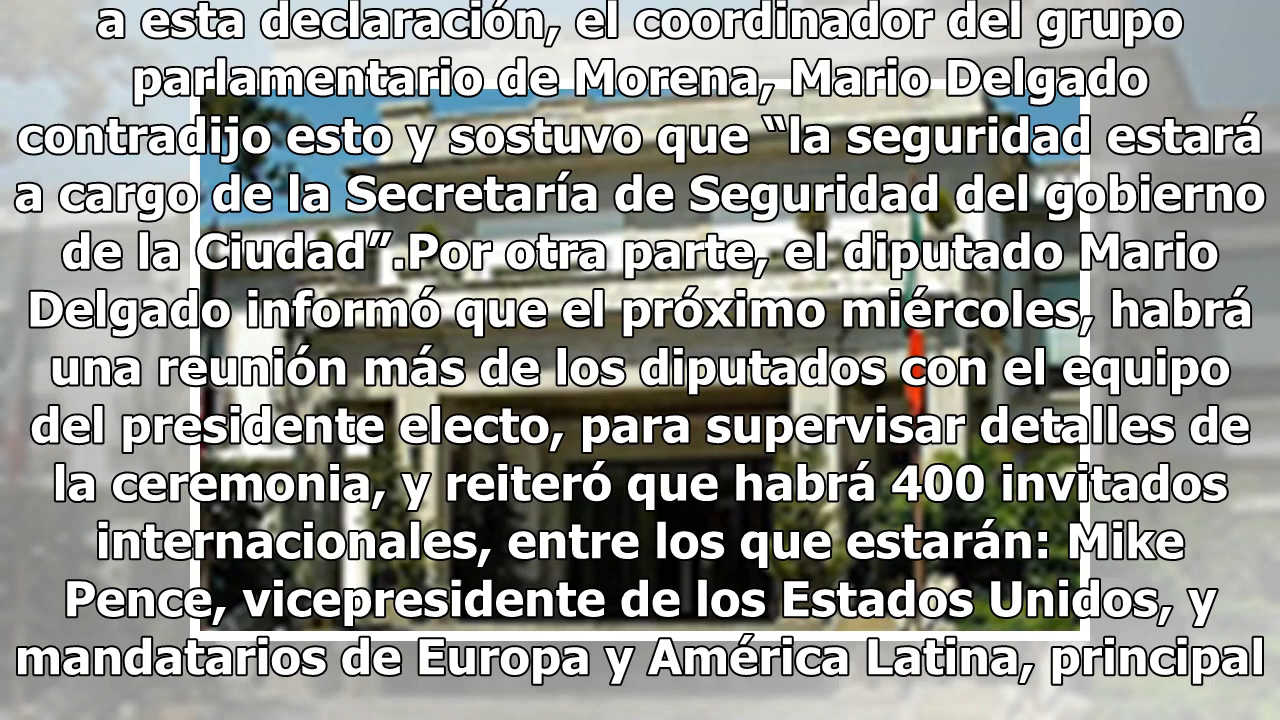 a esta declaración, el coordinador del grupo
parlamentario de Morena, Mario Delgado
contradijo esto y sostuvo que “la seguridad estará
a cargo de la Secretaría de Seguridad del gobierno
de la Ciudad”.Por otra parte, el diputado Mario
Delgado informó que el próximo miércoles, habrá
una reunión más de los diputados con el equipo
del presidente electo, para supervisar detalles de
la ceremonia, y reiteró que habrá 400 invitados
internacionales, entre los que estarán: Mike
Pence, vicepresidente de los Estados Unidos, y
mandatarios de Europa y América Latina, principal